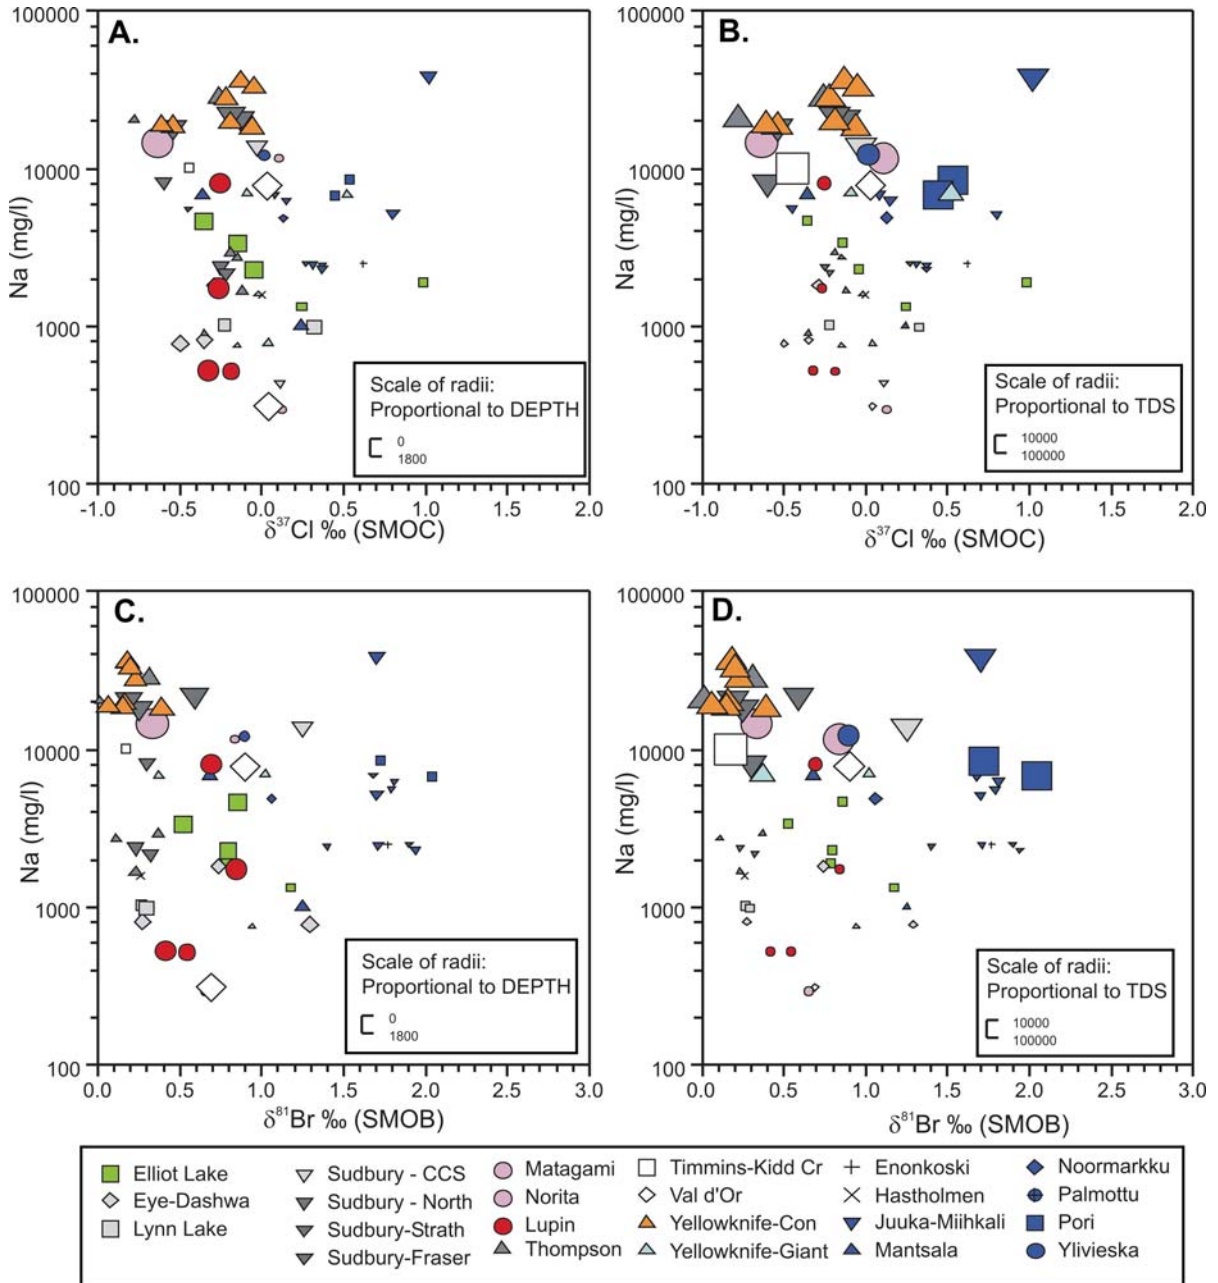 A.
100000
10000
1000
100
Na (mg/l)
Scale of radii:
Proportional to DEPTH
0
1800
-1.0 -0.5 0.0 0.5 1.0 1.5 2.0
δ37Cl ‰ (SMOC)
B.
100000
10000
1000
100
Na (mg/l)
Scale of radii:
Proportional to TDS
10000
100000
-1.0 -0.5 0.0 0.5 1.0 1.5 2.0
δ37Cl ‰ (SMOC)
C.
100000
10000
1000
100
Na (mg/l)
Scale of radii:
Proportional to DEPTH
0
1800
0.0 0.5 1.0 1.5 2.0 2.5 3.0
δ81Br ‰ (SMOB)
D.
100000
10000
1000
100
Na (mg/l)
Scale of radii:
Proportional to TDS
10000
100000
0.0 0.5 1.0 1.5 2.0 2.5 3.0
δ81Br ‰ (SMOB)
Elliot Lake
Eye-Dashwa
Lynn Lake
Sudbury - CCS
Sudbury - North
Sudbury-Strath
Sudbury-Fraser
Matagami
Norita
Lupin
Thompson
Timmins-Kidd Cr
Val d'Or
Yellowknife-Con
Yellowknife-Giant
Enonkoski
Hastholmen
Juuka-Miihkali
Mantsala
Noormarkku
Palmottu
Pori
Ylivieska